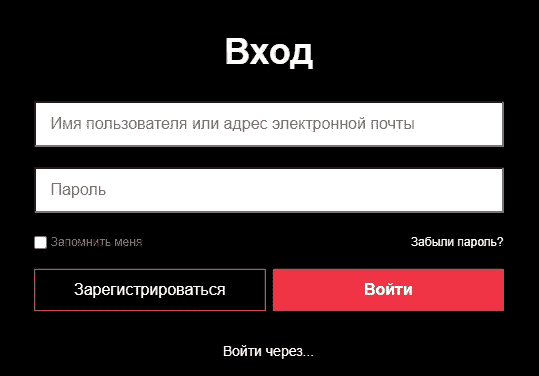 Вход
Имя пользователя или адрес электронной почты
Пароль
Запомнить меня Забыли пароль?
Зарегистрироваться Войти
Войти через...